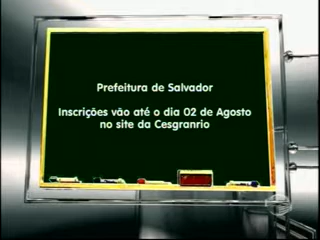 Prefeitura de Salvador
Inscrições vão até o dia 02 de Agosto
no site da Cesgranrio